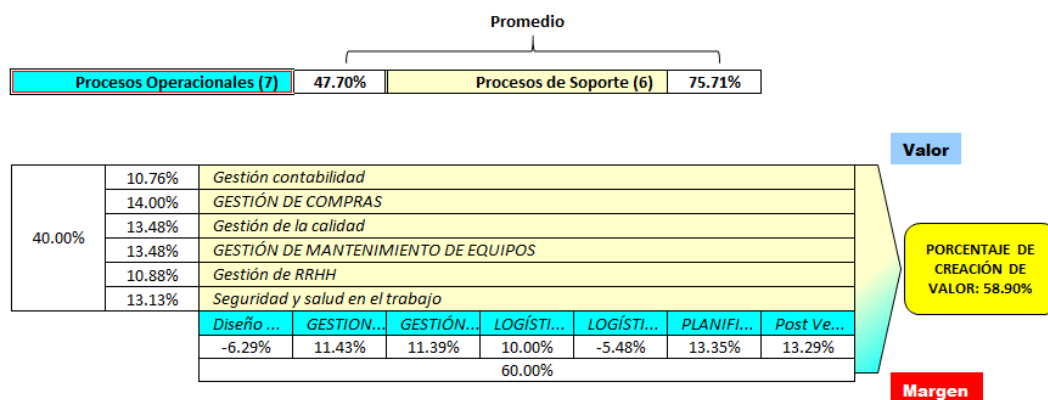 Promedio
Procesos Operacionales (7) 47.70% Procesos de Soporte (6) 75.71%
Valor
40.00%
10.76% Gestión contabilidad
14.00% GESTIÓN DE COMPRAS
13.48% Gestión de la calidad
13.48% GESTIÓN DE MANTENIMIENTO DE EQUIPOS
10.88% Gestión de RRHH
13.13% Seguridad y salud en el trabajo
Diseño ... GESTION... GESTIÓN... LOGÍSTI... LOGÍSTI... PLANIFI... Post Ve...
-6.29% 11.43% 11.39% 10.00% -5.48% 13.35% 13.29%
60.00%
PORCENTAJE DE
CREACIÓN DE
VALOR: 58.90%
Margen